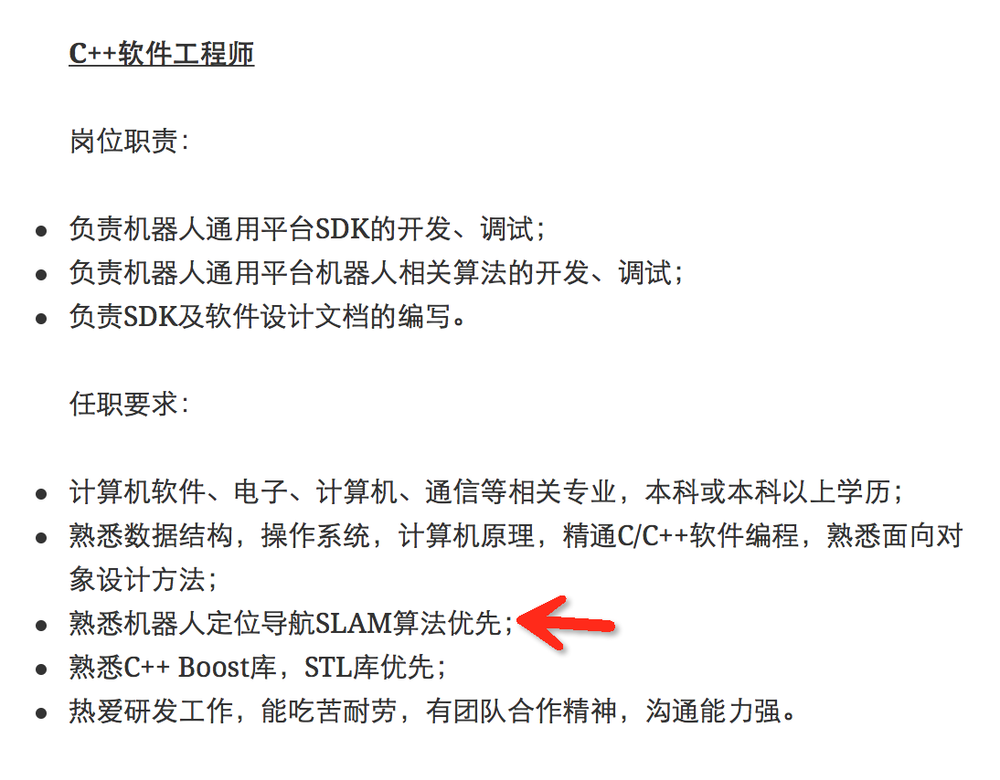 C++软件工程师
岗位职责：
负责机器人通用平台SDK的开发、调试；
负责机器人通用平台机器人相关算法的开发、调试；
负责SDK及软件设计文档的编写。
任职要求：
计算机软件、电子、计算机、通信等相关专业，本科或本科以上学历；
熟悉数据结构，操作系统，计算机原理，精通C/C++软件编程，熟悉面向对
象设计方法；
熟悉机器人定位导航SLAM算法优先；
熟悉C++ Boost库，STL库优先；
热爱研发工作，能吃苦耐劳，有团队合作精神，沟通能力强。